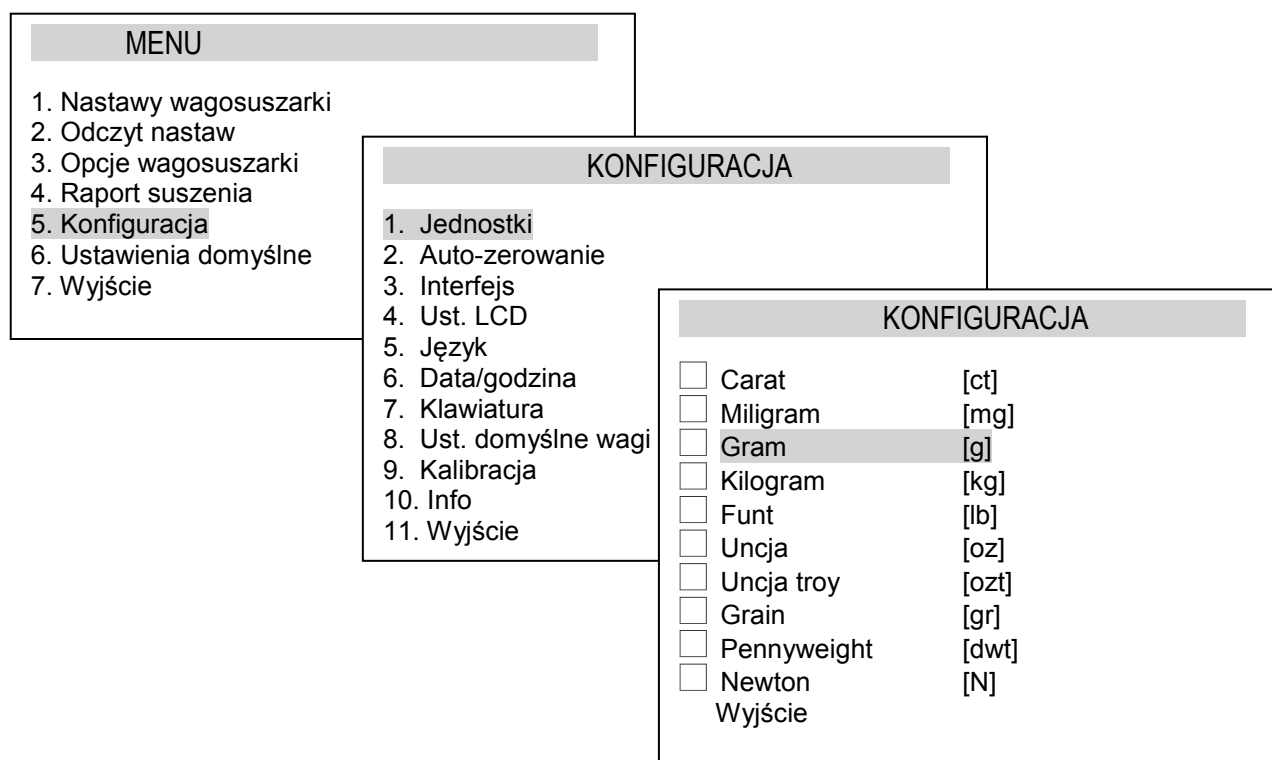 MENU
1. Nastawy wagosuszarki
2. Odczyt nastaw
3. Opcje wagosuszarki
4. Raport suszenia
5. Konfiguracja
6. Ustawienia domyślne
7. Wyjście
KONFIGURACJA
1. Jednostki
2. Auto-zerowanie
3. Interfejs
4. Ust. LCD
5. Język
6. Data/godzina
7. Klawiatura
8. Ust. domyślne wagi
9. Kalibracja
10. Info
11. Wyjście
KONFIGURACJA
Carat [ct]
Miligram [mg]
Gram [g]
Kilogram [kg]
Funt [lb]
Uncja [oz]
Uncja troy [ozt]
Grain [gr]
Pennyweight [dwt]
Newton [N]
Wyjście